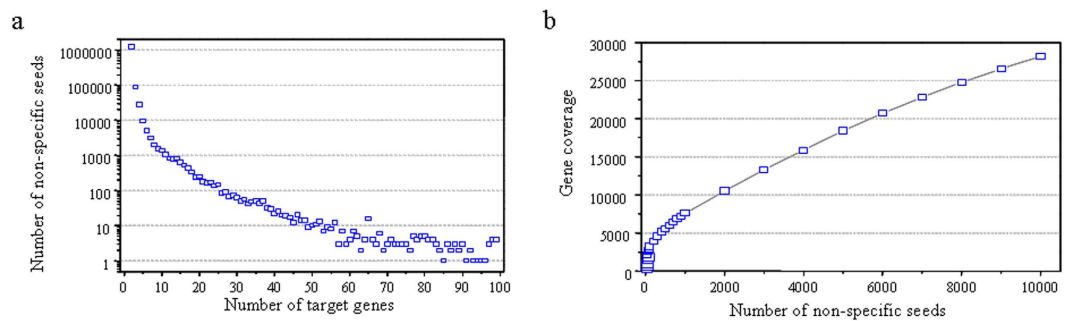 a
Number of non-specific seeds
1000000
100000
10000
1000
100
10
1
0 10 20 30 40 50 60 70 80 90 100
Number of target genes
b
Gene coverage
30000
25000
20000
15000
10000
5000
0
0 2000 4000 6000 8000 10000
Number of non-specific seeds